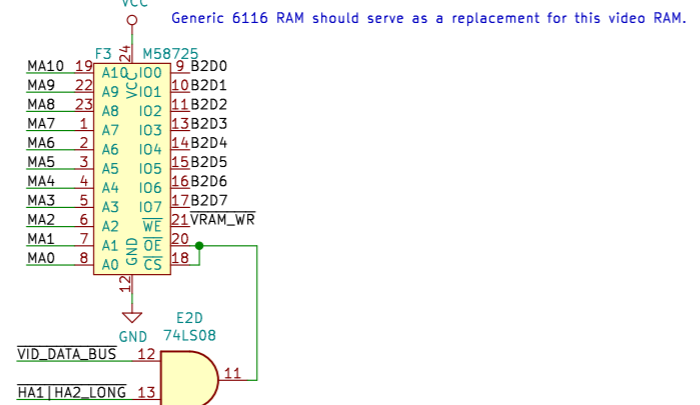 VCC
Generic 6116 RAM should serve as a replacement for this video RAM.
24
F3 M58725
MA10 19 A10 VCC IO0 9 B2D0
MA9 22 A9 IO1 10 B2D1
MA8 23 A8 IO2 11 B2D2
MA7 1 A7 IO3 13 B2D3
MA6 2 A6 IO4 14 B2D4
MA5 3 A5 IO5 15 B2D5
MA4 4 A4 IO6 16 B2D6
MA3 5 A3 IO7 17 B2D7
MA2 6 A2 WE 21 VRAM_WR
MA1 7 A1 GND OE 20
MA0 8 A0 CS 18
12
GND
E2D
74LS08
VID_DATA_BUS 12
11
HA1|HA2_LONG 13